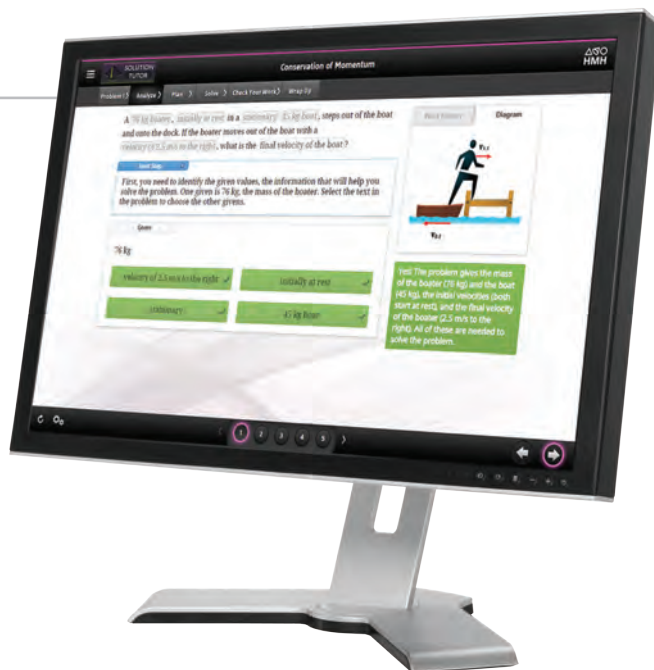 SOLUTION
TUTOR
Conservation of Momentum
HMH
Analyze
Plan
Solve
Check Your Work
Wrap Up
A 76 kg boater, initially at rest in a stationary 45 kg boat, steps out of the boat
and onto the dock. If the boater moves out of the boat with a
velocity of 2.5 m/s to the right, what is the final velocity of the boat?
Diagram
First, you need to identify the given values, the information that will help you
solve the problem. One given is 76 kg, the mass of the boater. Select the text in
the problem to choose the other givens.
Given
76 kg
velocity of 2.5 m/s to the right
initially at rest
stationary
45 kg boat
Yes! The problem gives the mass
of the boater (76 kg) and the boat
(45 kg), the initial velocities (both
start at rest), and the final velocity
of the boater (2.5 m/s to the
right). All of these are needed to
solve the problem.
1 2 3 4 5